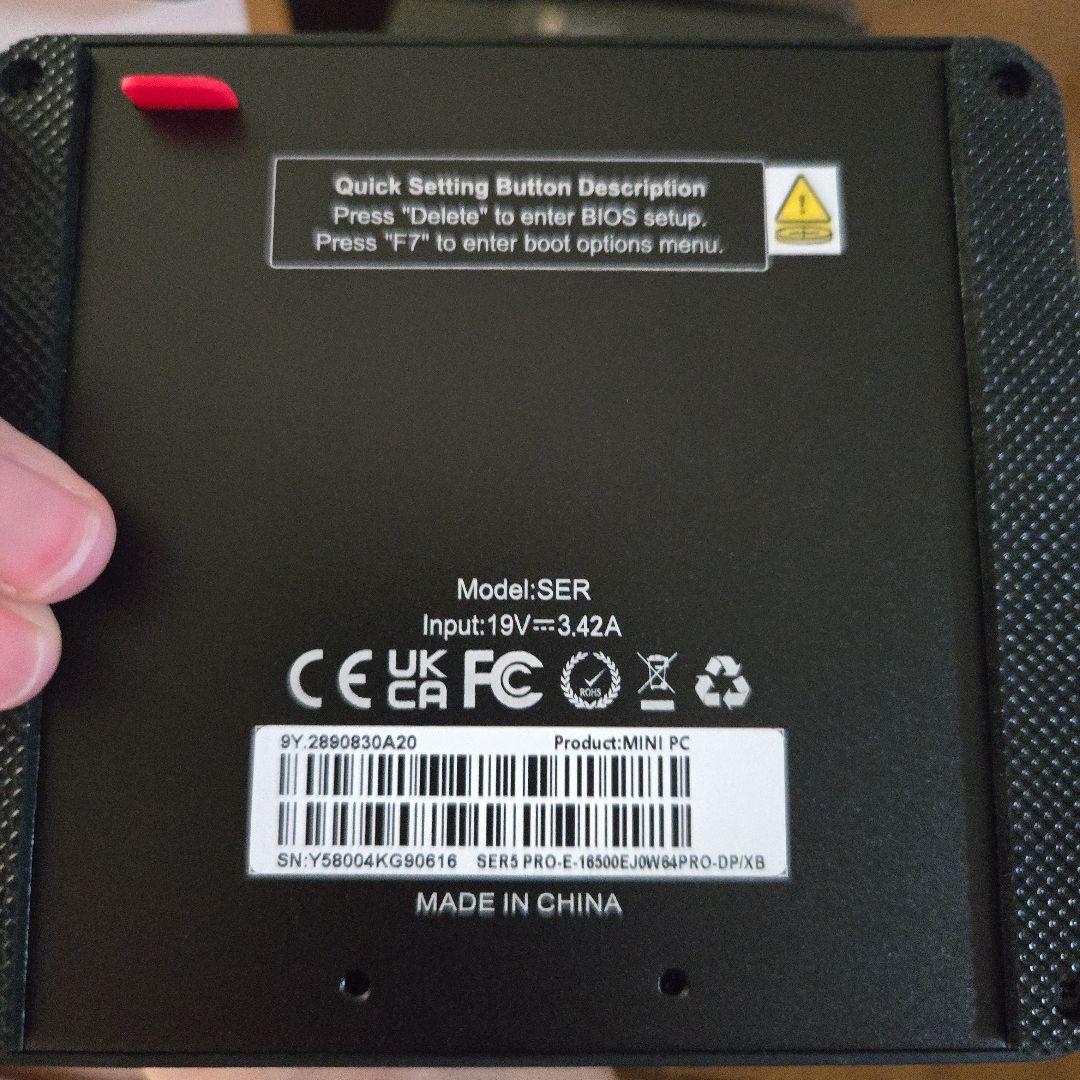 Quick Setting Button Description
Press "Delete" to enter BIOS setup.
Press "F7" to enter boot options menu.
Model:SER
Input:19V⎓3.42A
CE UK CA FC ROHS
9Y.2890830A20 Product:MINI PC
SN:Y58004KG90616 SER5 PRO-E-16500EJ0W64PRO-DP/XB
MADE IN CHINA